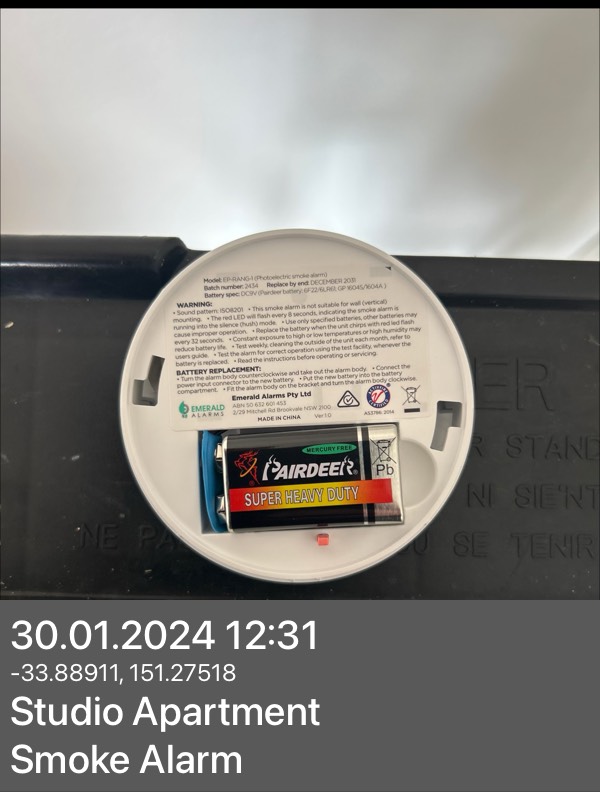 Model: EP-RANG-1 (Photoelectric smoke alarm)
Batch number: 2434 Replace by end: DECEMBER 2031
Battery spec: DC9V (Pairdeer battery: 6F22/6LR61, GP 1604S/1604A)
WARNING:
• Sound pattern: ISO8201 • This smoke alarm is not suitable for wall (vertical)
mounting. • The red LED will flash every 8 seconds, indicating the smoke alarm is
running into the silence (hush) mode. • Use only specified batteries, other batteries may
cause improper operation. • Replace the battery when the unit chirps with red led flash
every 32 seconds. • Constant exposure to high or low temperatures or high humidity may
reduce battery life. • Test weekly, cleaning the outside of the unit each month, refer to
users guide. • Test the alarm for correct operation using the test facility, whenever the
battery is replaced. • Read the instructions before operating or servicing.
BATTERY REPLACEMENT:
• Turn the alarm body counterclockwise and take out the alarm body. • Connect the
power input connector to the new battery. • Put the new battery into the battery
compartment. • Fit the alarm body on the bracket and turn the alarm body clockwise.
EMERALD
ALARMS
Emerald Alarms Pty Ltd
ABN 50 632 601 453
2/29 Mitchell Rd Brookvale NSW 2100
MADE IN CHINA Ver:1.0
AS3786: 2014
MERCURY FREE
PAIRDEER
Pb
SUPER HEAVY DUTY
ER
R STAND
NI SIE'NT
NE PA
OU SE TENIR
30.01.2024 12:31
-33.88911, 151.27518
Studio Apartment
Smoke Alarm